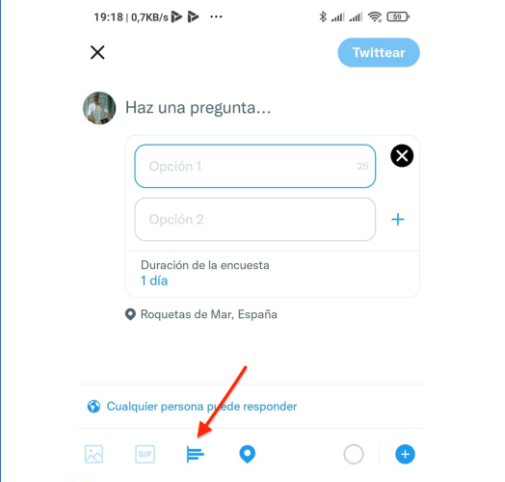 19:18 | 0,7KB/s ...
59
Twittear
Haz una pregunta...
Opción 1
25
Opción 2
Duración de la encuesta
1 día
Roquetas de Mar, España
Cualquier persona puede responder
GIF